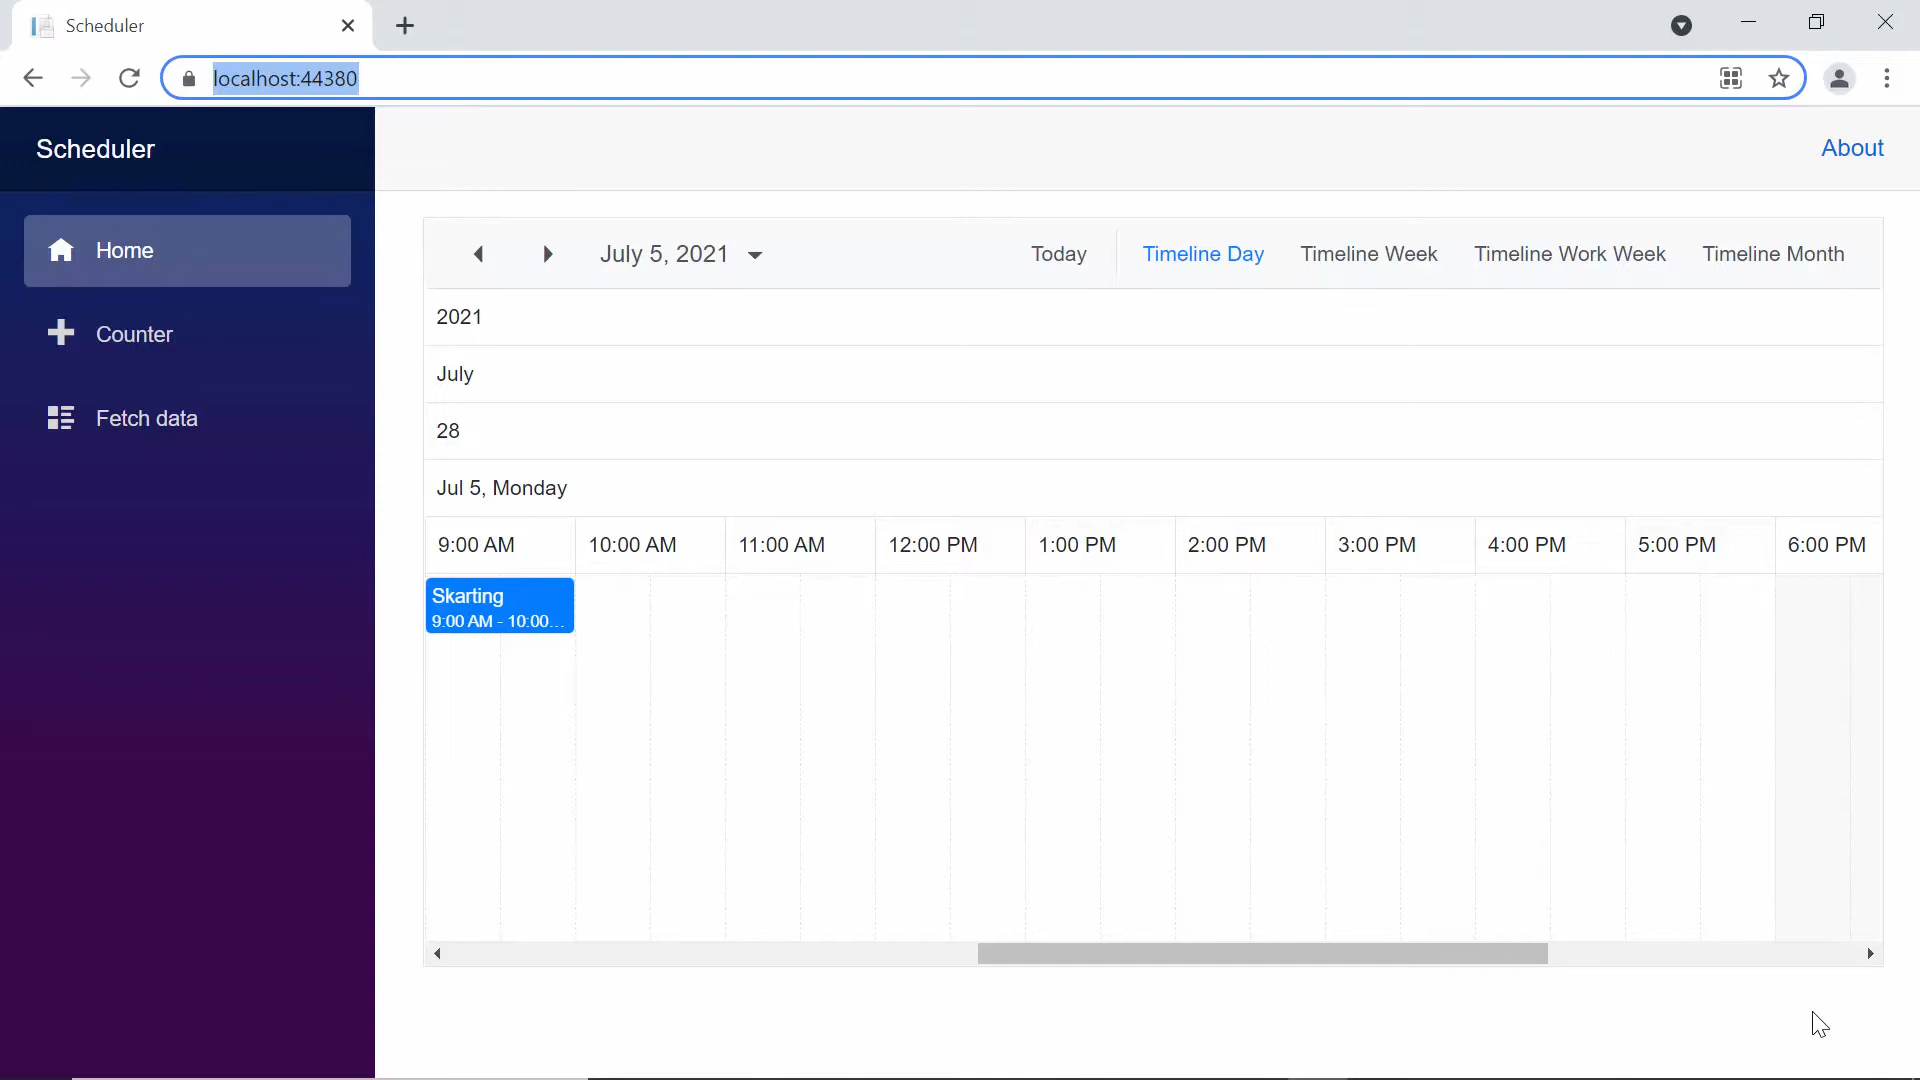 Scheduler
localhost:44380
Scheduler
About
Home
Counter
Fetch data
July 5, 2021
Today
Timeline Day
Timeline Week
Timeline Work Week
Timeline Month
2021
July
28
Jul 5, Monday
9:00 AM
10:00 AM
11:00 AM
12:00 PM
1:00 PM
2:00 PM
3:00 PM
4:00 PM
5:00 PM
6:00 PM
Skarting
9:00 AM - 10:00...